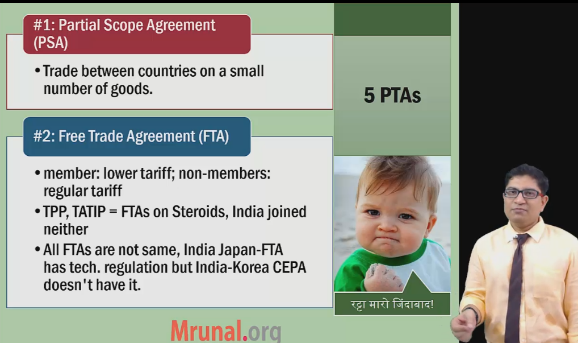 #1: Partial Scope Agreement
(PSA)
•Trade between countries on a small
number of goods.
5 PTAs
#2: Free Trade Agreement (FTA)
•member: lower tariff; non-members:
regular tariff
•TPP, TATIP = FTAs on Steroids, India joined
neither
•All FTAs are not same, India Japan-FTA
has tech. regulation but India-Korea CEPA
doesn't have it.
रट्टा मारो जिंदाबाद!
Mrunal.org